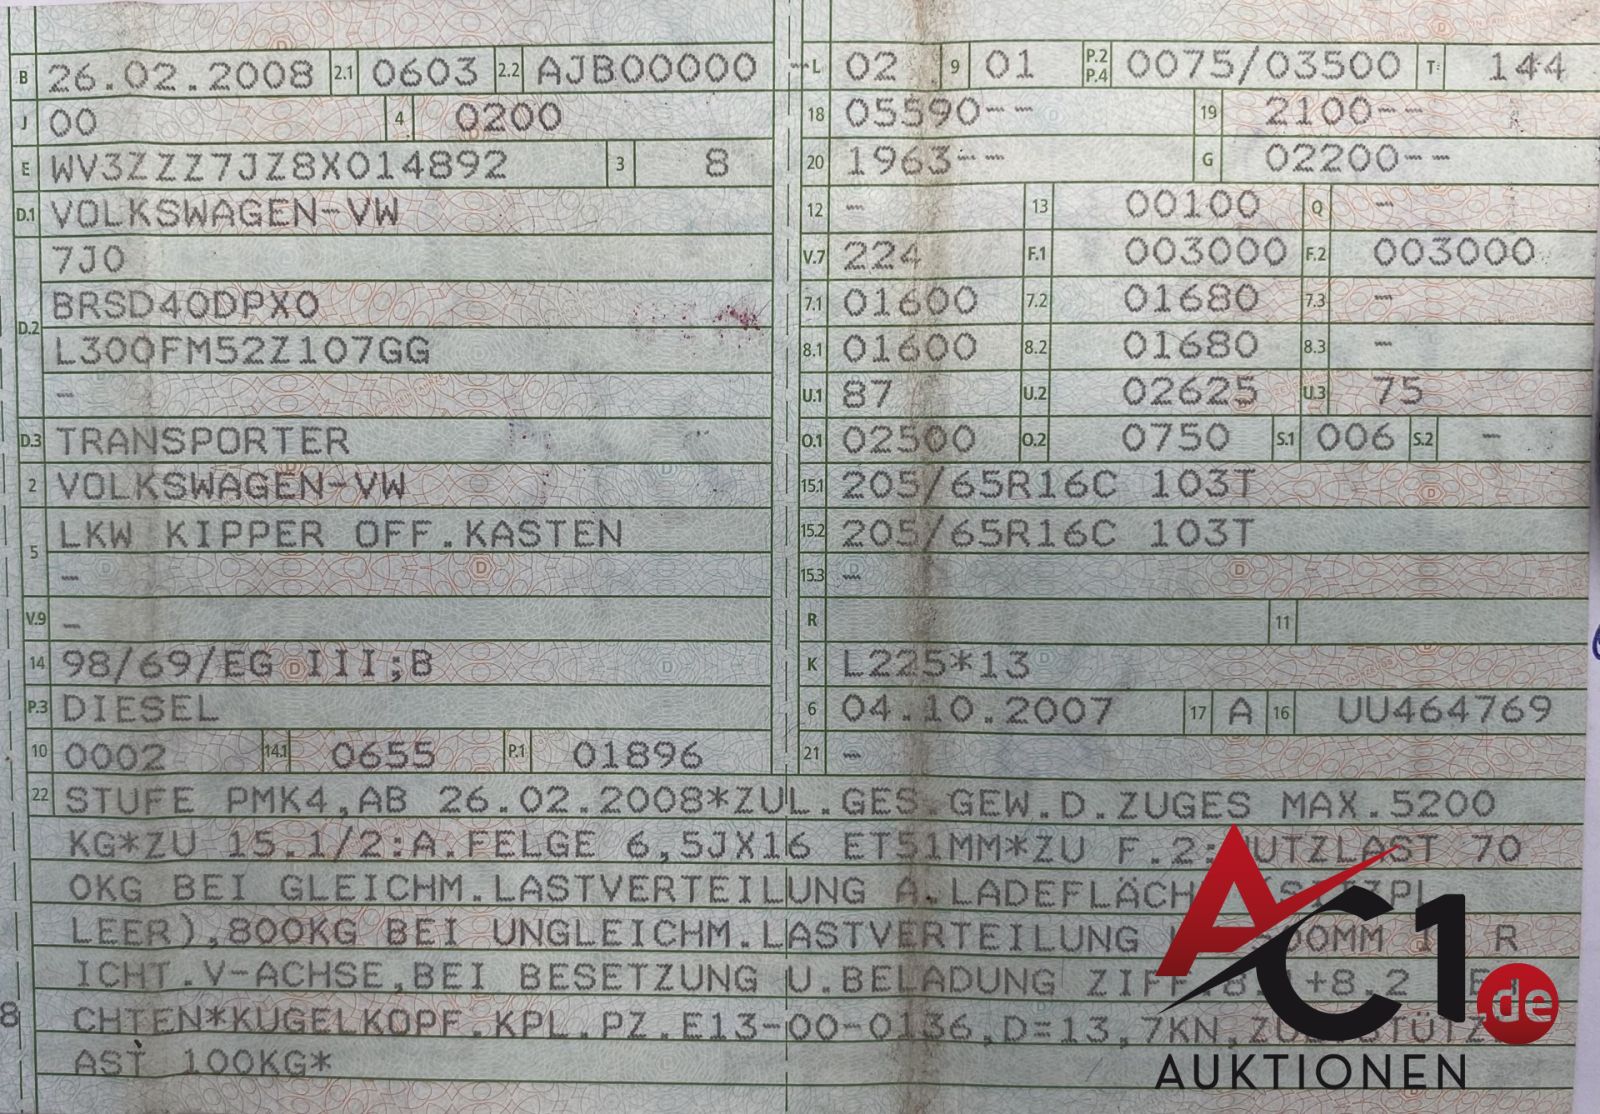 B 26.02.2008 2.1 0603 2.2 AJB00000
J 00 4 0200
E WV3ZZZ7JZ8X014892 3 8
D.1 VOLKSWAGEN-VW
7J0
BRSD40DPX0
D.2
L300FM52Z107GG
–
D.3 TRANSPORTER
2 VOLKSWAGEN-VW
LKW KIPPER OFF.KASTEN
5
–
V.9 –
14 98/69/EG III;B
P.3 DIESEL
10 0002 14.1 0655 P.1 01896
L 02 9 01 P.2 P.4 0075/03500 T: 144
18 05590-- 19 2100--
20 1963-- G 02200--
12 – 13 00100 Q –
V.7 224 F.1 003000 F.2 003000
7.1 01600 7.2 01680 7.3 –
8.1 01600 8.2 01680 8.3 –
U.1 87 U.2 02625 U.3 75
O.1 02500 O.2 0750 S.1 006 S.2 –
15.1 205/65R16C 103T
15.2 205/65R16C 103T
15.3 –
R 11
K L225*13
6 04.10.2007 17 A 16 UU464769
21 –
22 STUFE PMK4,AB 26.02.2008*ZUL.GES.GEW.D.ZUGES MAX.5200
KG*ZU 15.1/2:A.FELGE 6,5JX16 ET51MM*ZU F.2:NUTZLAST 70
0KG BEI GLEICHM.LASTVERTEILUNG A.
LEER),800KG BEI UNGLEICHM.LASTVERTEILUNG R
ICHT.V-ACHSE,BEI BESETZUNG U.BELADUNG +8.2
CHTEN*KUGELKOPF.KPL.PZ.E13-00-0136,D=13,7KN,
AST 100KG*
8
AC1.de
AUKTIONEN